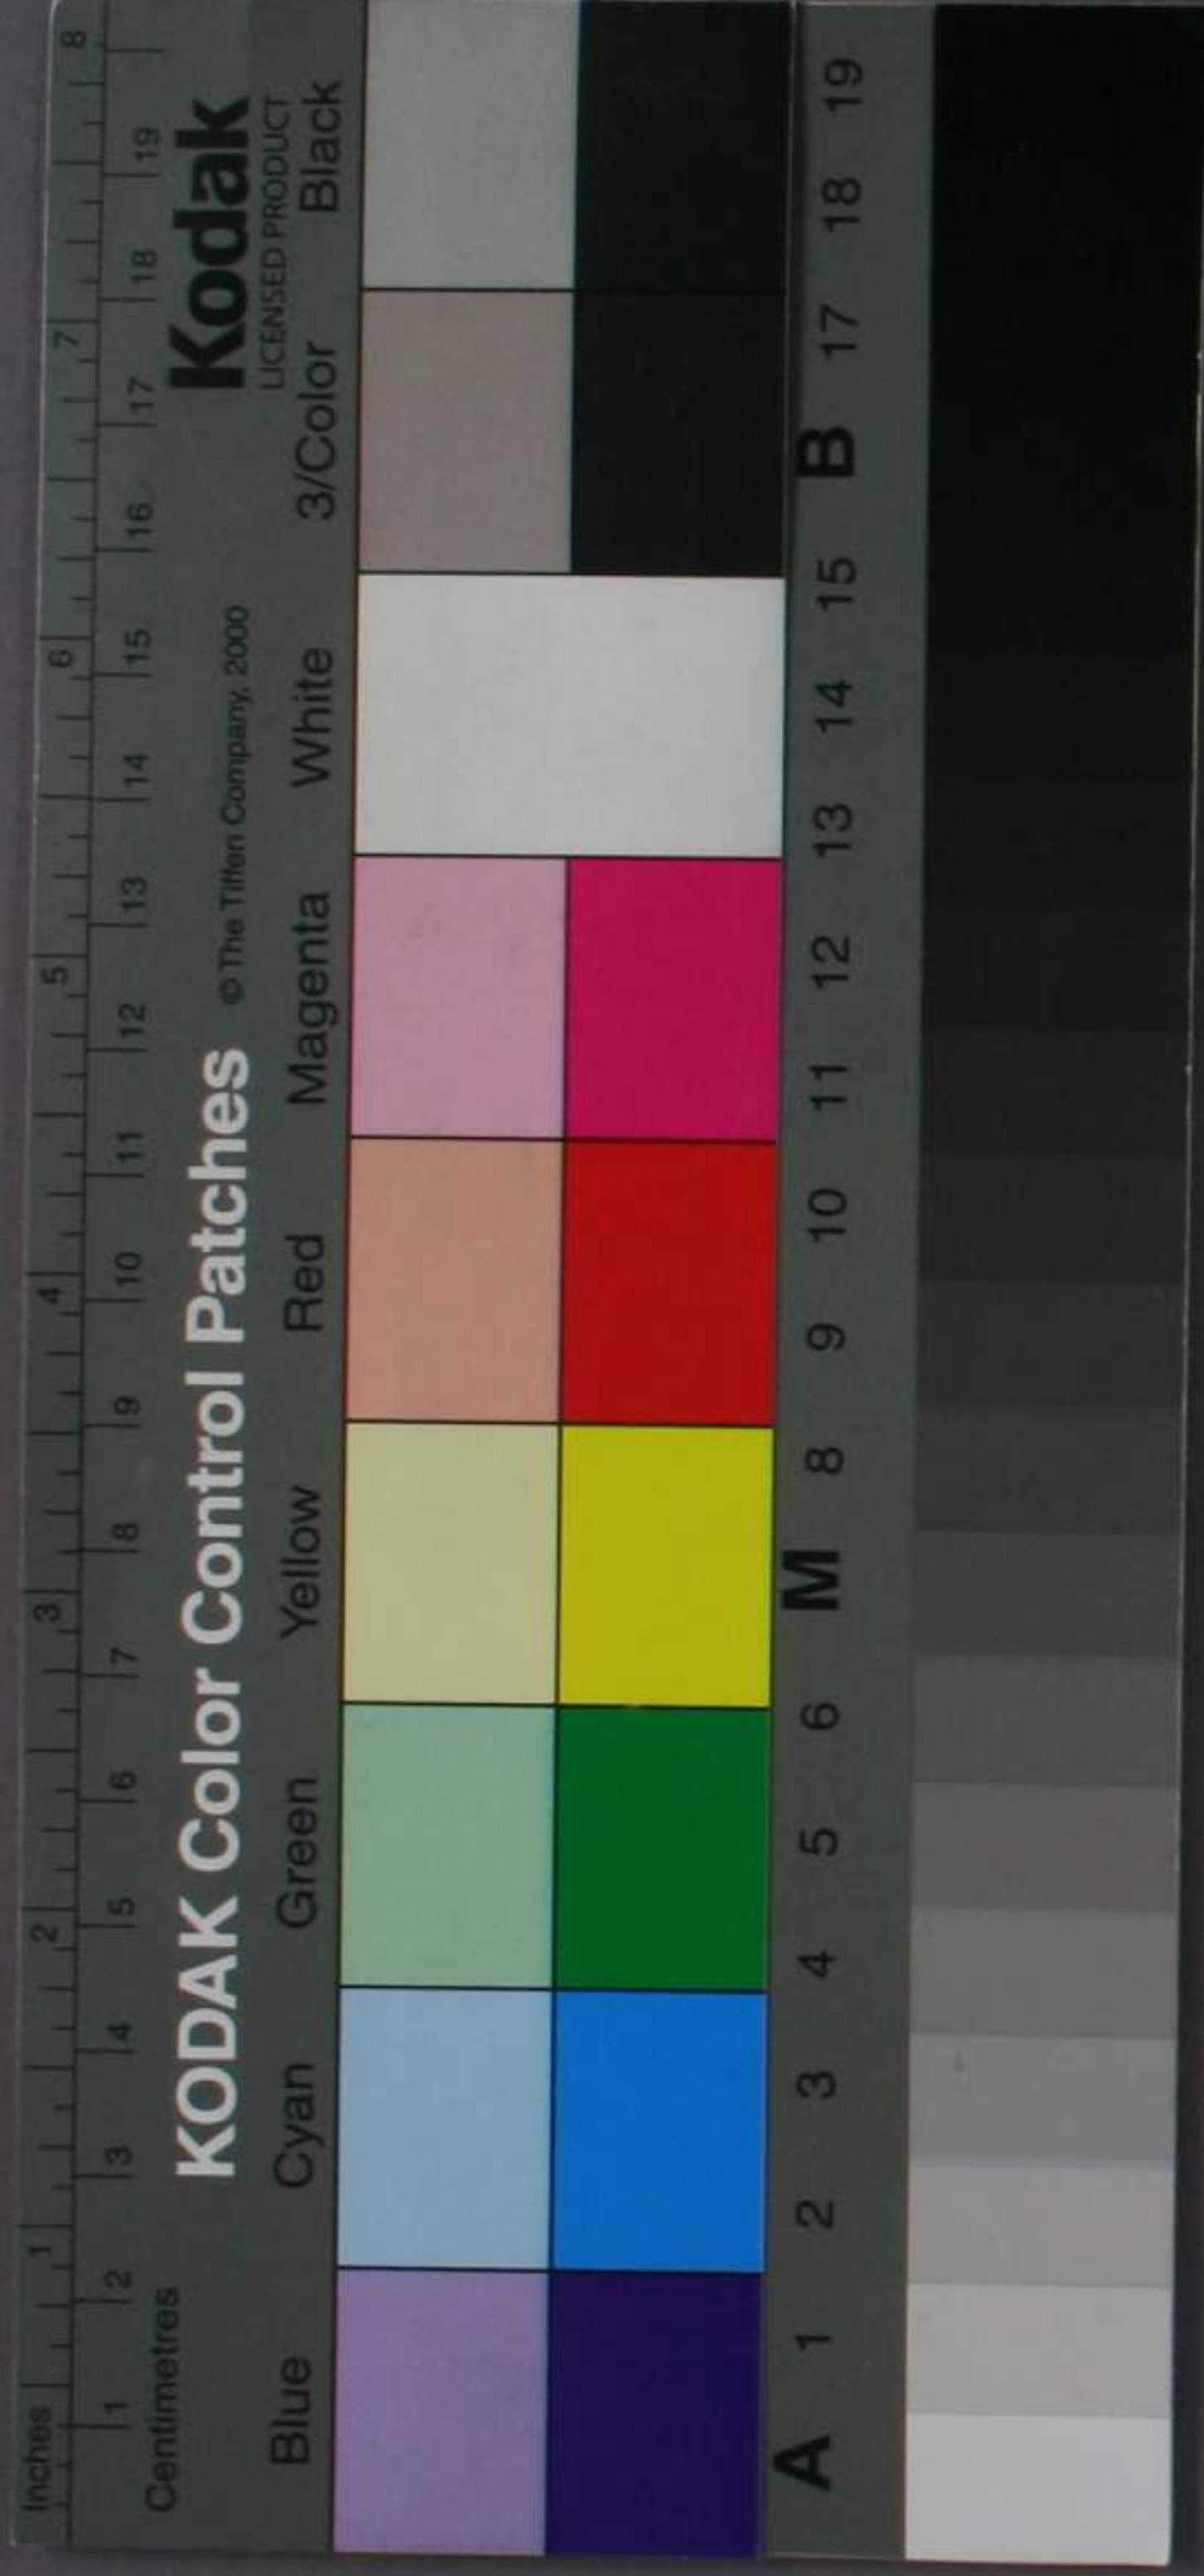 Inches 1 2 3 4 5 6 7 8
1 2 3 4 5 6 7 8 9 10 11 12 13 14 15 16 17 18 19
Centimetres
KODAK Color Control Patches © The Tiffen Company, 2000 Kodak
LICENSED PRODUCT
Blue Cyan Green Yellow Red Magenta White 3/Color Black
A 1 2 3 4 5 6 M 8 9 10 11 12 13 14 15 B 17 18 19